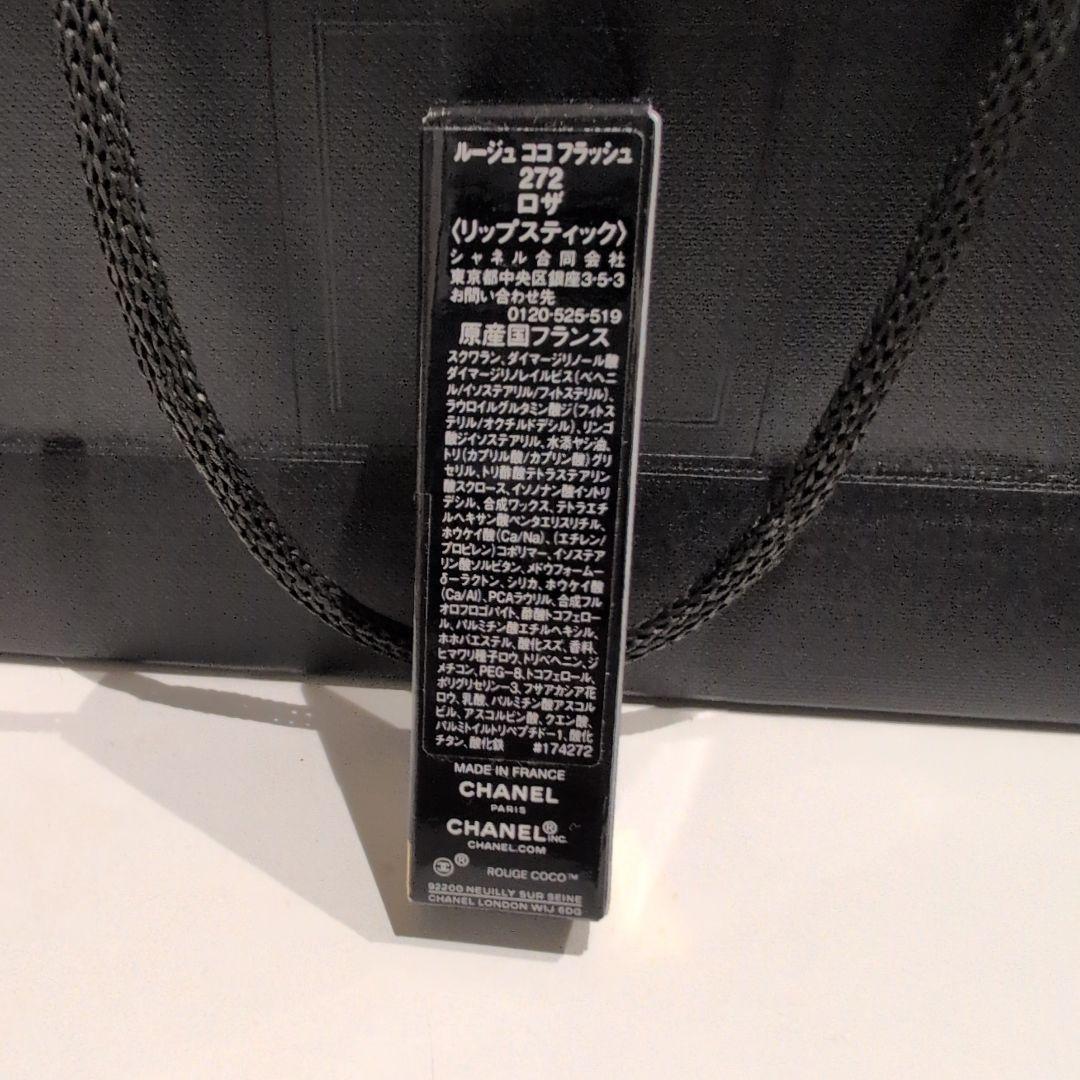 ルージュ ココ フラッシュ
272
ロザ
〈リップスティック〉
シャネル合同会社
東京都中央区銀座3-5-3
お問い合わせ先
0120-525-519
原産国フランス
スクワラン、ダイマージリノール酸
ダイマージリノレイルビス(ベヘニ
ル/イソステアリル/フィトステリル)、
ラウロイルグルタミン酸ジ(フィトス
テリル/オクチルドデシル)、リンゴ
酸ジイソステアリル、水添ヤシ油、
トリ(カプリル酸/カプリン酸)グリ
セリル、トリ酢酸テトラステアリン
酸スクロース、イソノナン酸イソトリ
デシル、合成ワックス、テトラエチ
ルヘキサン酸ペンタエリスリチル、
ホウケイ酸(Ca/Na)、(エチレン/
プロピレン)コポリマー、イソステア
リン酸ソルビタン、メドウフォーム－
δ－ラクトン、シリカ、ホウケイ酸
(Ca/Al)、PCAラウリル、合成フル
オロフロゴパイト、酢酸トコフェロー
ル、パルミチン酸エチルヘキシル、
ホホバエステル、酸化スズ、香料、
ヒマワリ種子ロウ、トリベヘニン、ジ
メチコン、PEG－8、トコフェロール、
ポリグリセリン－3、フサアカシア花
ロウ、乳酸、パルミチン酸アスコル
ビル、アスコルビン酸、クエン酸、
パルミトイルトリペプチド－1、酸化
チタン、酸化鉄 #174272
MADE IN FRANCE
CHANEL
PARIS
CHANEL® INC.
CHANEL.COM
® ROUGE COCO™
92200 NEUILLY SUR SEINE
CHANEL LONDON W1J 6DG